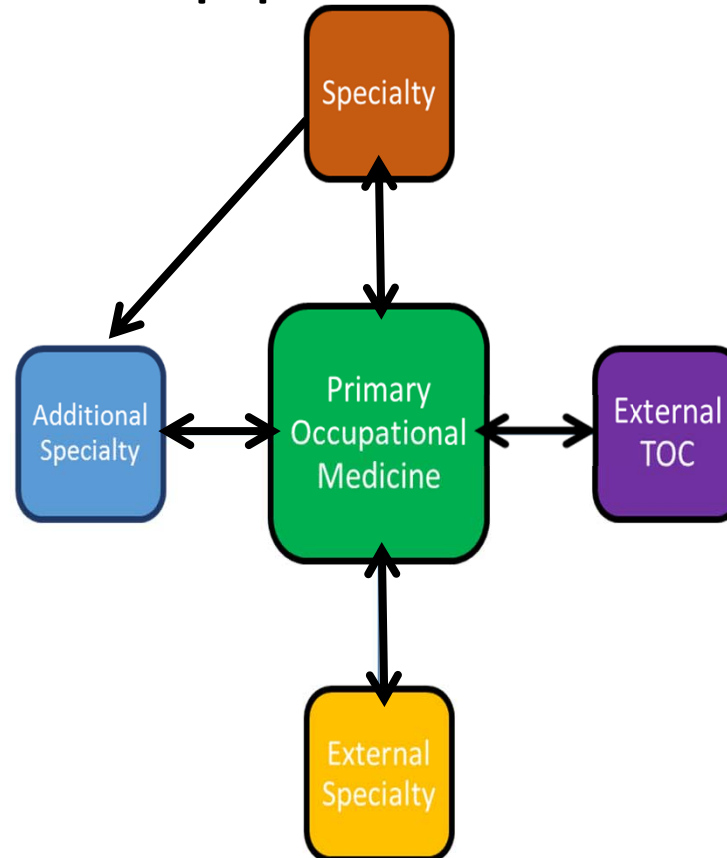 Specialty
Primary
Occupational
Medicine
Additional
Specialty
External
TOC
External
Specialty